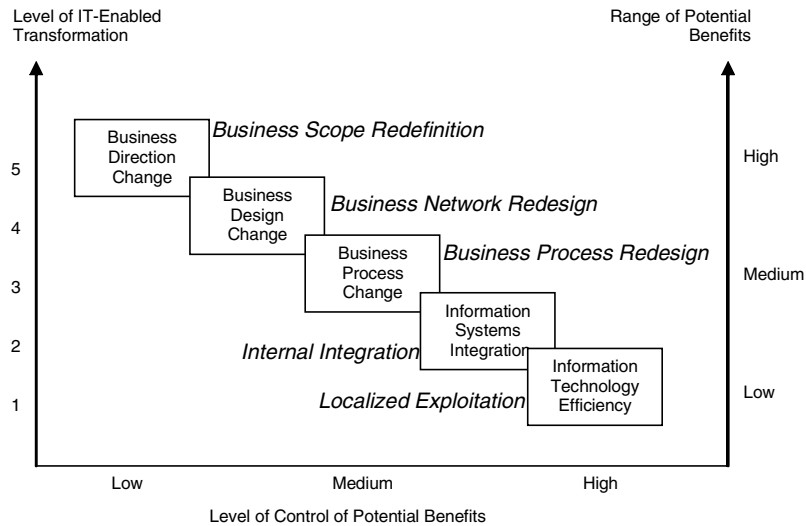 Level of IT-Enabled
Transformation
Range of Potential
Benefits
Business
Direction
Change
Business Scope Redefinition
5
High
Business
Design
Change
Business Network Redesign
4
Business
Process
Change
Business Process Redesign
3
Medium
Information
Systems
Integration
Internal Integration
2
Information
Technology
Efficiency
Localized Exploitation
1
Low
Low
Medium
High
Level of Control of Potential Benefits